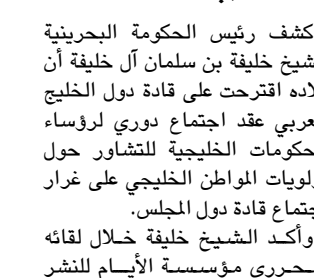 كشف رئيس الحكومة البحرينية
شيخ خليفة بن سلمان آل خليفة أن
لاده اقترحت على قادة دول الخليج
عربي عقد اجتماع دوري لرؤساء
حكومات الخليجية للتشاور حول
لويات المواطن الخليجي على غرار
جتماع قادة دول المجلس.
وأكد الشيخ خليفة خلال لقائه
حرري مؤسسة الأيام للنشر